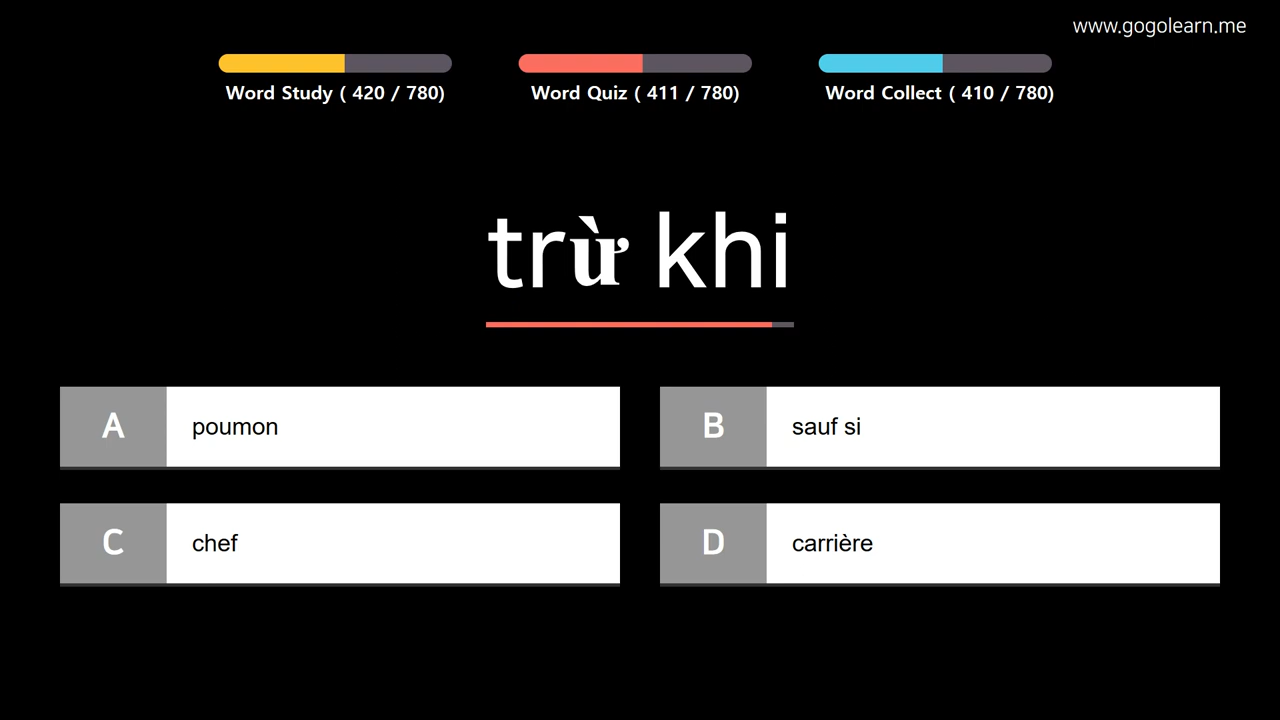 www.gogolearn.me
Word Study ( 420 / 780)
Word Quiz ( 411 / 780)
Word Collect ( 410 / 780)
trừ khi
A poumon
B sauf si
C chef
D carrière